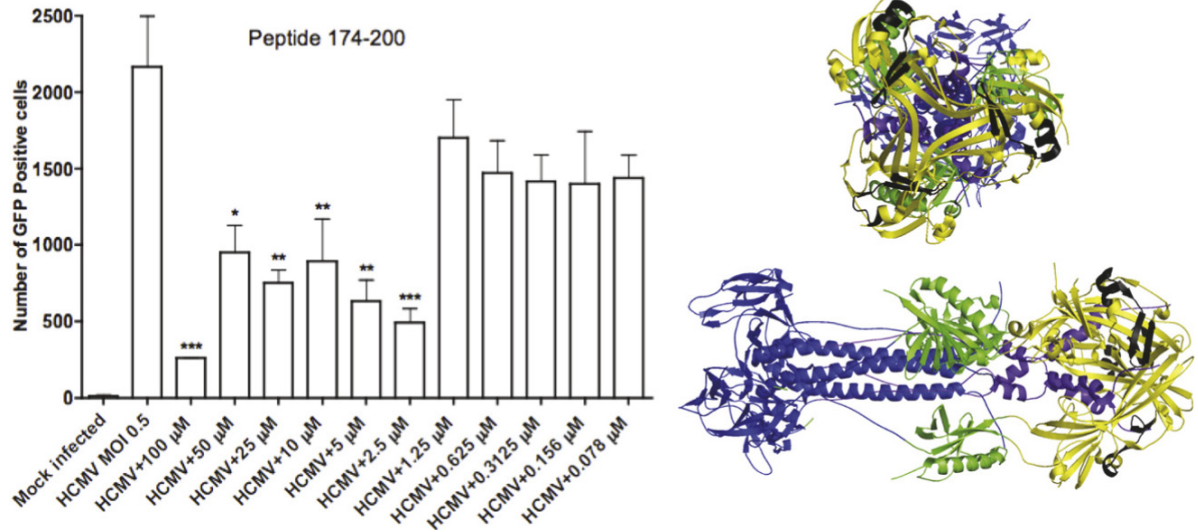 Peptide 174-200
Number of GFP Positive cells
2500
2000
1500
1000
500
0
***
*
**
**
**
***
Mock infected
HCMV MOI 0.5
HCMV+100 µM
HCMV+50 µM
HCMV+25 µM
HCMV+10 µM
HCMV+5 µM
HCMV+2.5 µM
HCMV+1.25 µM
HCMV+0.625 µM
HCMV+0.3125 µM
HCMV+0.156 µM
HCMV+0.078 µM